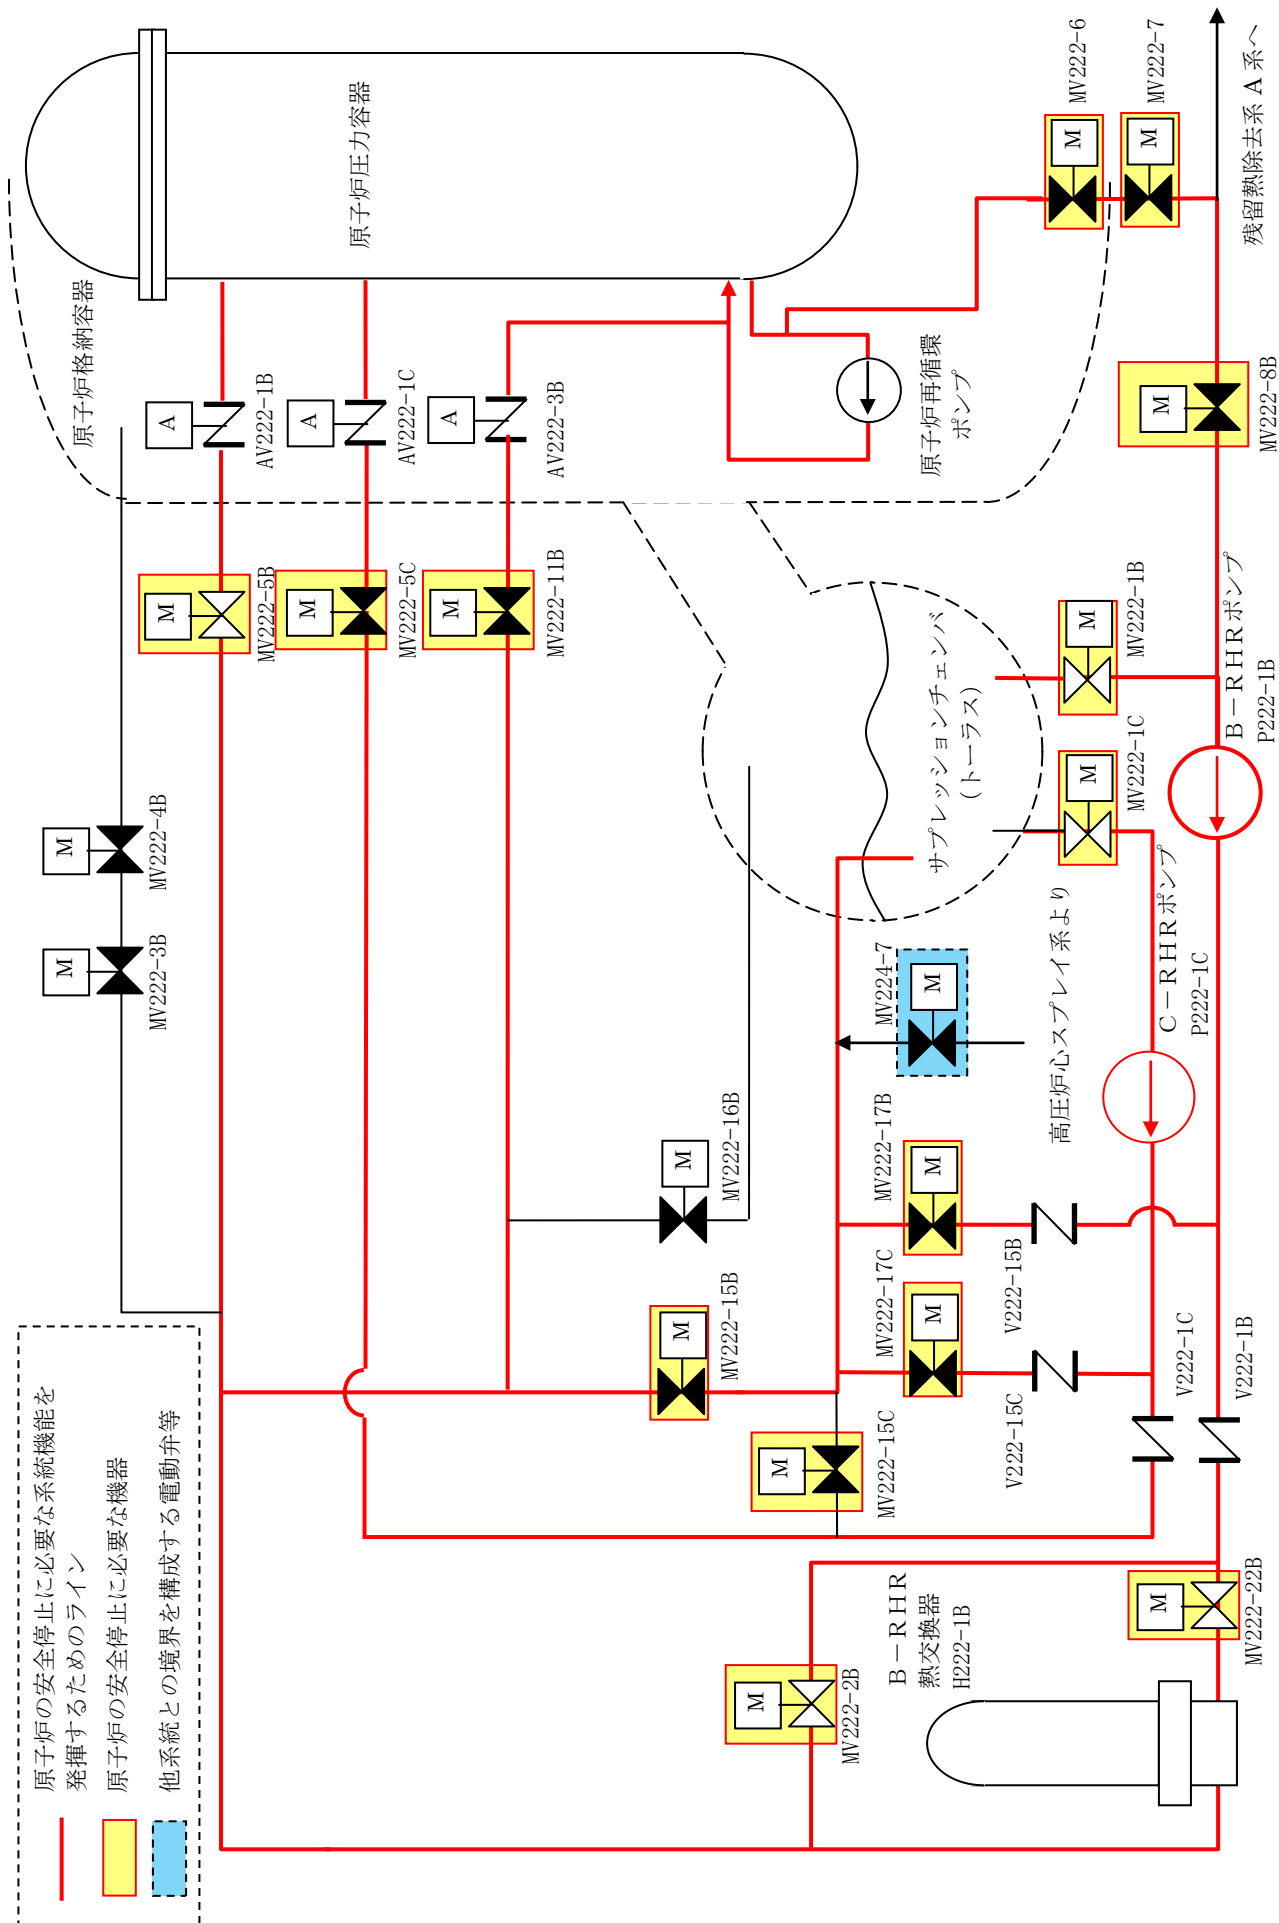 原子炉の安全停止に必要な系統機能を
発揮するためのライン
原子炉の安全停止に必要な機器
他系統との境界を構成する電動弁等
M
MV222-3B
M
MV222-4B
原子炉格納容器
原子炉圧力容器
M
MV222-5B
A
AV222-1B
M
MV222-5C
A
AV222-1C
M
MV222-11B
A
AV222-3B
原子炉再循環
ポンプ
M
MV222-16B
M
MV222-15B
M
MV222-15C
M
MV222-2B
M
MV222-17C
M
MV222-17B
M
MV224-7
サプレッションチェンバ
(トーラス)
高圧炉心スプレイ系より
V222-15C
V222-15B
M
MV222-1C
M
MV222-1B
M
MV222-6
M
MV222-7
B-RHR
熱交換器
H222-1B
M
MV222-22B
V222-1C
V222-1B
C-RHRポンプ
P222-1C
B-RHRポンプ
P222-1B
M
MV222-8B
残留熱除去系A系へ